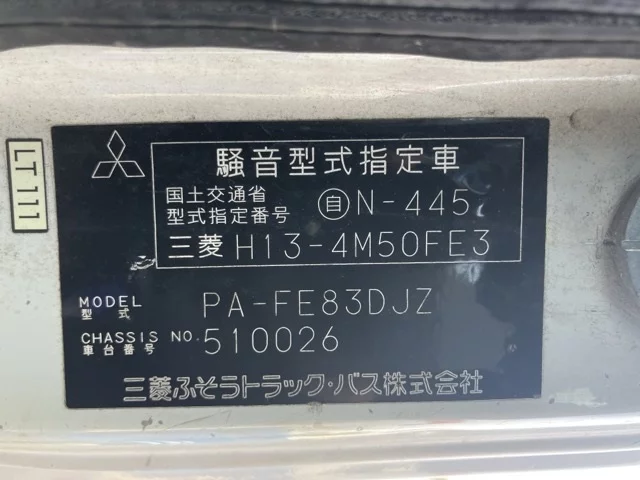 LT111
騒音型式指定車
国土交通省
型式指定番号 ㊀N-445
三菱 H13-4M50FE3
MODEL PA-FE83DJZ
型式
CHASSIS NO. 510026
車台番号
三菱ふそうトラック・バス株式会社